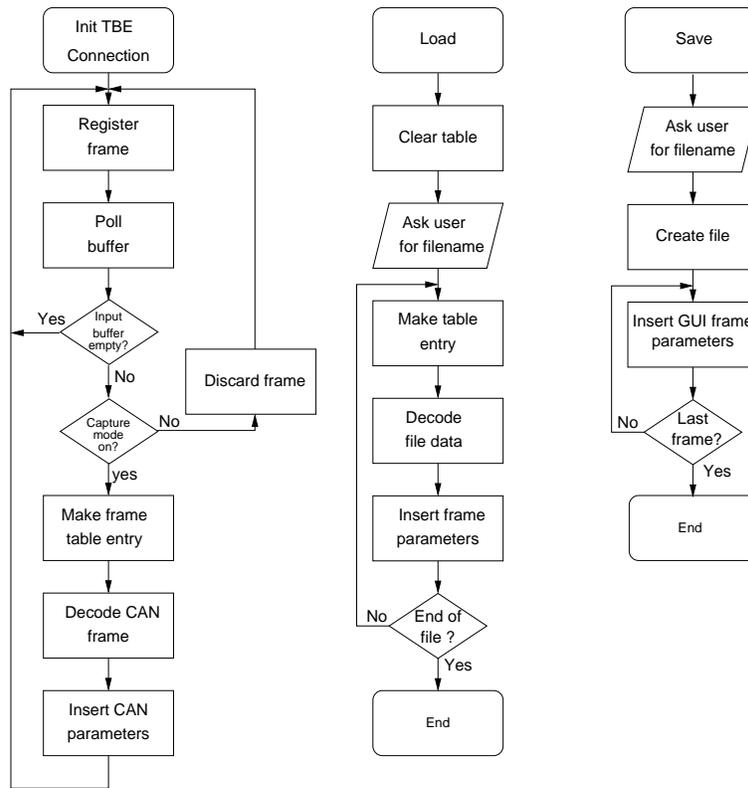 Init TBE
Connection
Register
frame
Poll
buffer
Input
buffer
empty?
Yes
No
Discard frame
Capture
mode
on?
No
yes
Make frame
table entry
Decode CAN
frame
Insert CAN
parameters
Load
Clear table
Ask user
for filename
Make table
entry
Decode
file data
Insert frame
parameters
End of
file ?
No
Yes
End
Save
Ask user
for filename
Create file
Insert GUI frame
parameters
Last
frame?
No
Yes
End